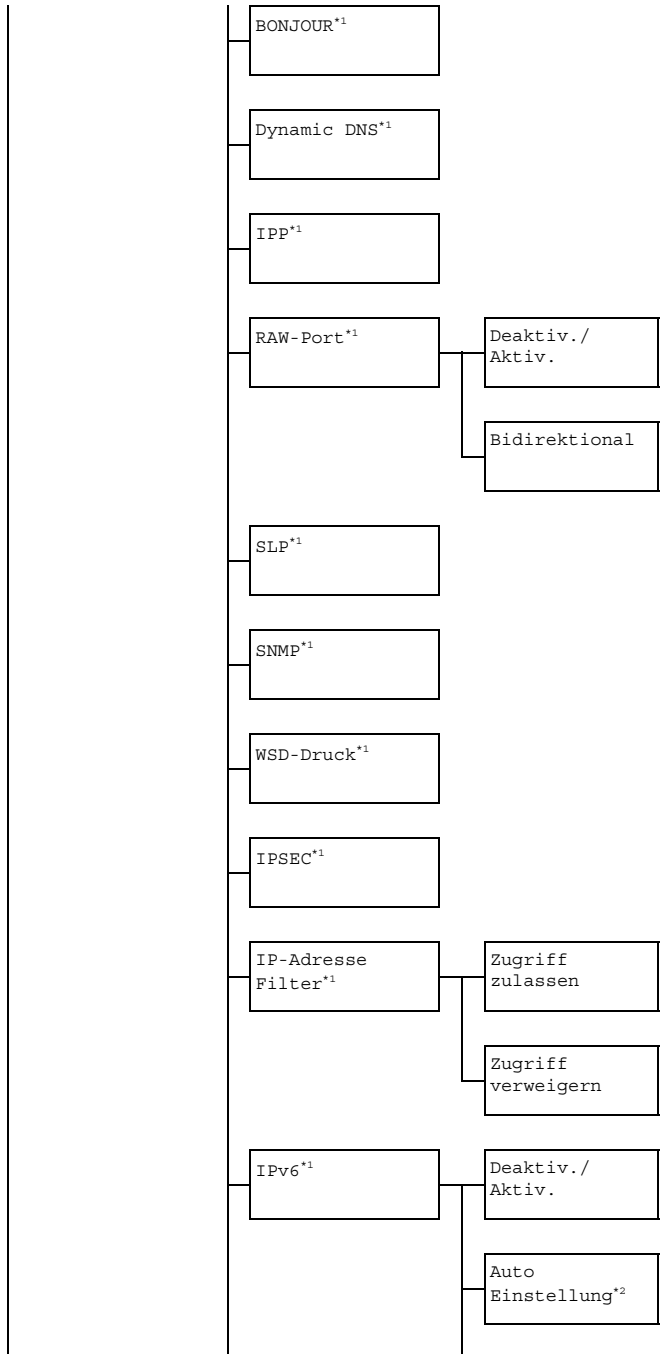 BONJOUR*1
Dynamic DNS*1
IPP*1
RAW-Port*1
Deaktiv./
Aktiv.
Bidirektional
SLP*1
SNMP*1
WSD-Druck*1
IPSEC*1
IP-Adresse
Filter*1
Zugriff
zulassen
Zugriff
verweigern
IPv6*1
Deaktiv./
Aktiv.
Auto
Einstellung*2